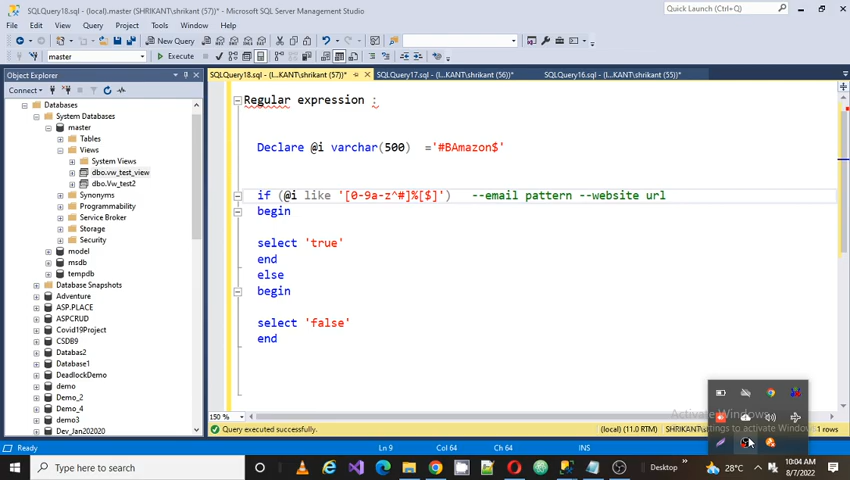 SQLQuery18.sql - (local).master (SHRIKANT (57))* - Microsoft SQL Server Management Studio
Quick Launch (Ctrl+Q)
File Edit View Query Project Tools Window Help
New Query
master
Execute
Object Explorer
SQLQuery18.sql - (l...KANT (57))*
SQLQuery17.sql - (l...KANT\shrikant (56))*
SQLQuery16.sql - (l...KANT\shrikant (55))*
Connect
Databases
System Databases
master
Tables
Views
System Views
dbo.vw_test_view
dbo.Vw_test2
Synonyms
Programmability
Service Broker
Storage
Security
model
msdb
tempdb
Database Snapshots
Adventure
ASP.PLACE
ASPCRUD
Covid19Project
CSDB9
Databas2
Database1
DeadlockDemo
demo
Demo_2
Demo_4
demo3
Dev_Jan202020
Regular expression :
Declare @i varchar(500) ='#BAmazon$'
if (@i like '[0-9a-z^#]%[$]') --email pattern --website url
begin
select 'true'
end
else
begin
select 'false'
end
150 %
Activate Windows
Query executed successfully.
(local) (11.0 RTM)
1 rows
Ready
Ln 9
Col 64
Ch 64
INS
Type here to search
Desktop
28°C
10:04 AM
8/7/2022